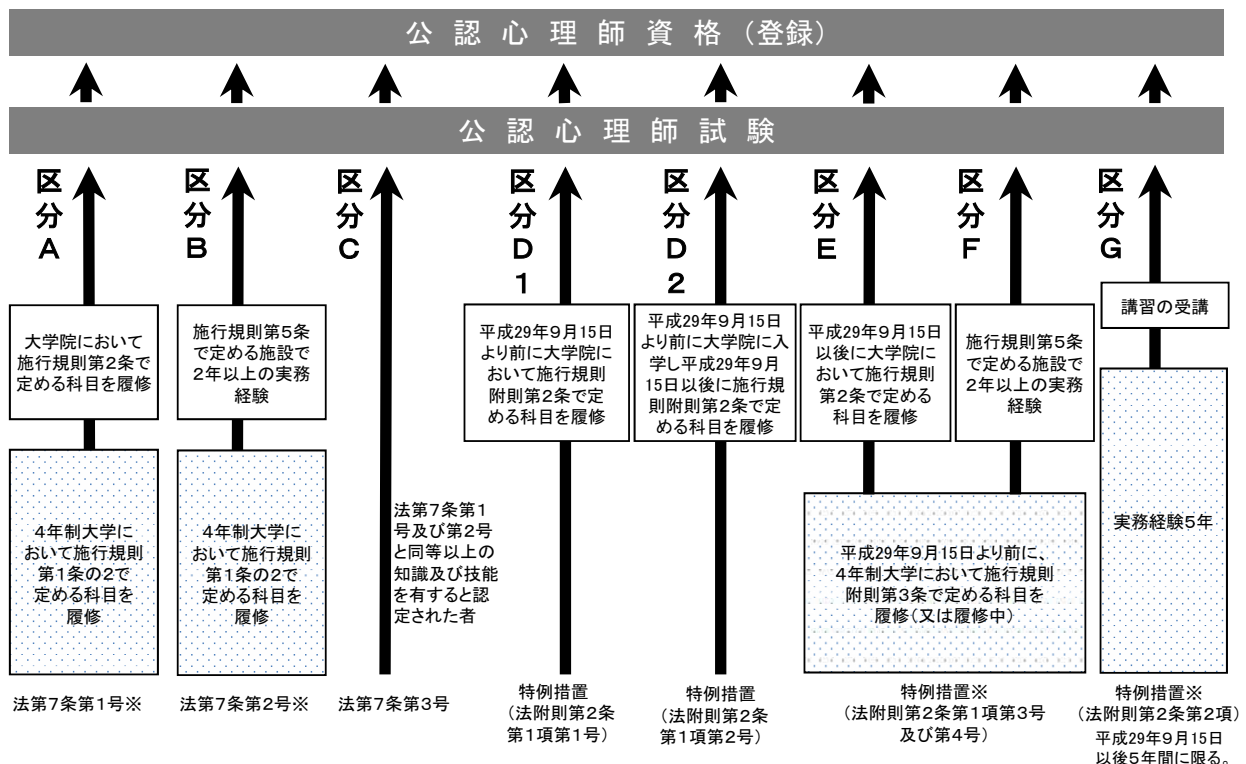 公認心理師資格（登録）
公認心理師試験
区分A
区分B
区分C
区分D1
区分D2
区分E
区分F
区分G
大学院において
施行規則第2条で
定める科目を履修
施行規則第5条
で定める施設で
2年以上の実務
経験
平成29年9月15日
より前に大学院に
おいて施行規則
附則第2条で定
める科目を履修
平成29年9月15日
より前に大学院に入
学し平成29年9月
15日以後に施行規
則附則第2条で定
める科目を履修
平成29年9月15日
以後に大学院に
おいて施行規則
第2条で定める
科目を履修
施行規則第5条
で定める施設で
2年以上の実務
経験
講習の受講
4年制大学に
おいて施行規則
第1条の2で
定める科目を
履修
4年制大学に
おいて施行規則
第1条の2で
定める科目を
履修
法第7条第1
号及び第2号
と同等以上の
知識及び技能
を有すると認
定された者
平成29年9月15日より前に、
4年制大学において施行規則
附則第3条で定める科目を
履修（又は履修中）
実務経験5年
法第7条第1号※
法第7条第2号※
法第7条第3号
特例措置
（法附則第2条
第1項第1号）
特例措置
（法附則第2条
第1項第2号）
特例措置※
（法附則第2条第1項第3号
及び第4号）
特例措置※
（法附則第2条第2項）
平成29年9月15日
以後5年間に限る。